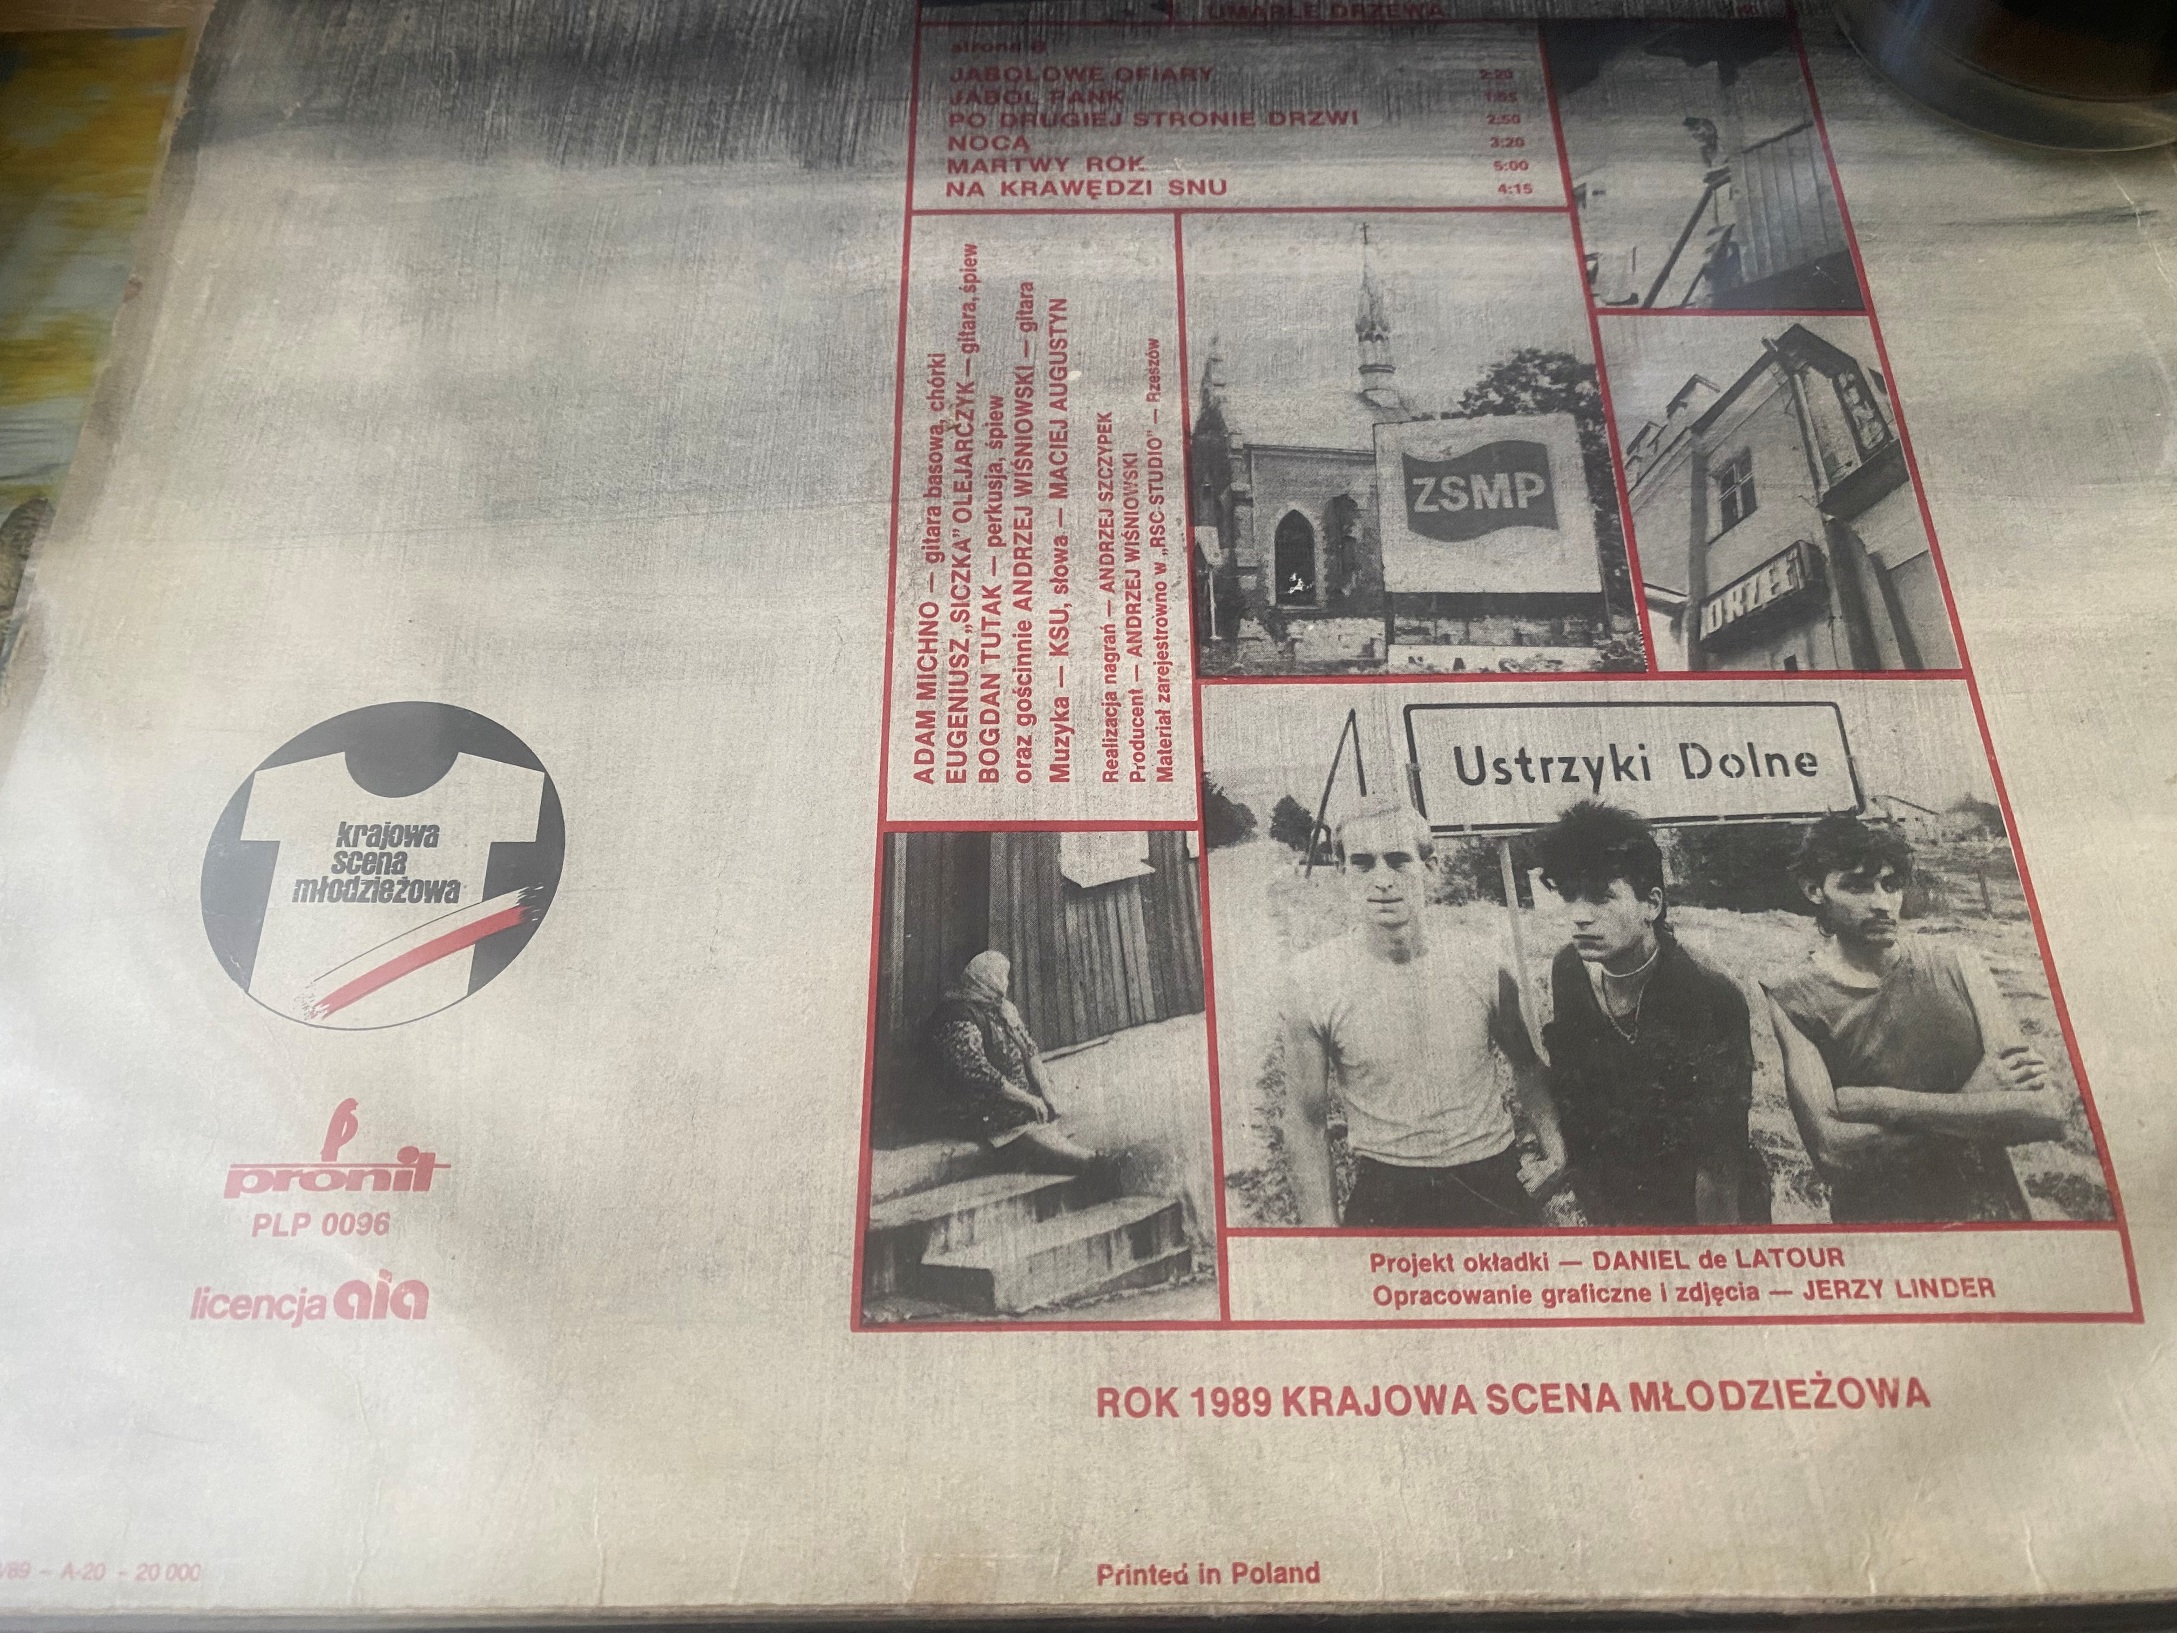 UMARŁE DRZEWA
strona B
JABOLOWE OFIARY 2:20
JABOL PANK
PO DRUGIEJ STRONIE DRZWI 2:50
NOCĄ 3:20
MARTWY ROK 5:00
NA KRAWĘDZI SNU 4:15
ADAM MICHNO — gitara basowa, chórki
EUGENIUSZ „SICZKA” OLEJARCZYK — gitara, śpiew
BOGDAN TUTAK — perkusja, śpiew
oraz gościnnie ANDRZEJ WIŚNIOWSKI — gitara
Muzyka — KSU, słowa — MACIEJ AUGUSTYN
Realizacja nagrań — ANDRZEJ SZCZYPEK
Producent — ANDRZEJ WIŚNIOWSKI
Materiał zarejestrowno w „RSC STUDIO” — Rzeszów
ZSMP
ORZEŁ
Ustrzyki Dolne
krajowa
scena
młodzieżowa
pronit
PLP 0096
licencja aia
Projekt okładki — DANIEL de LATOUR
Opracowanie graficzne i zdjęcia — JERZY LINDER
ROK 1989 KRAJOWA SCENA MŁODZIEŻOWA
/89 – A-20 – 20 000
Printed in Poland